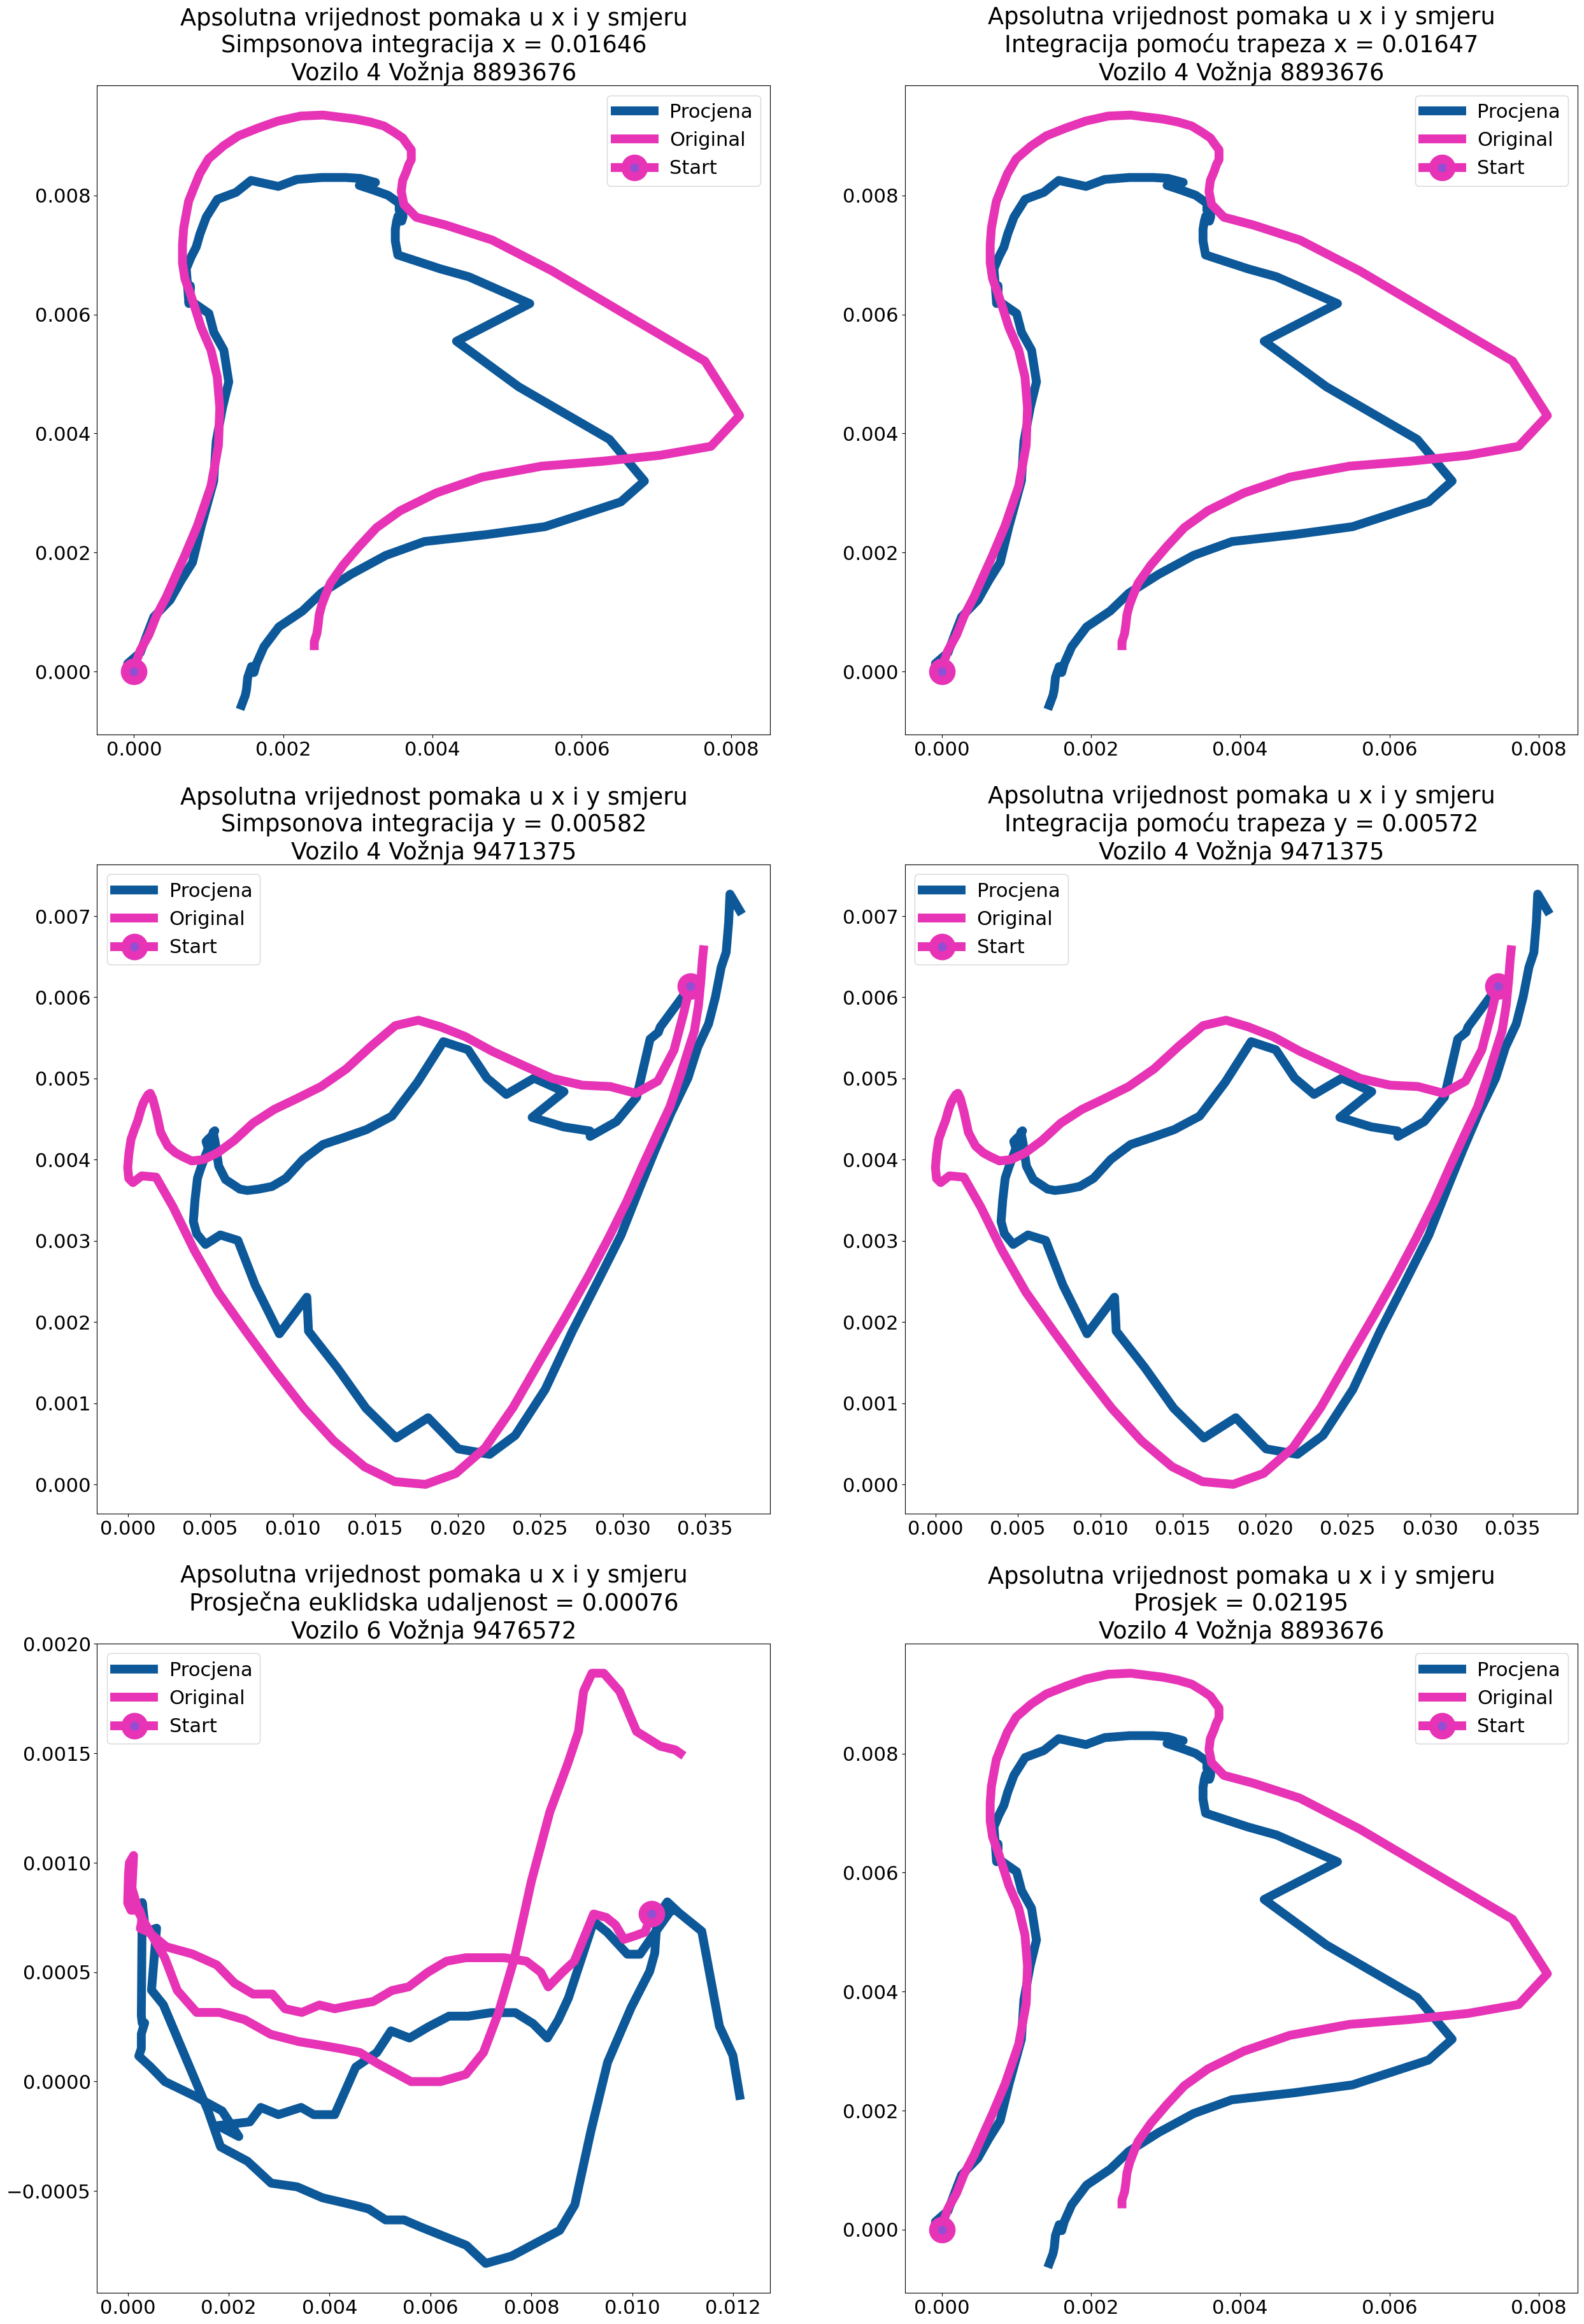 Apsolutna vrijednost pomaka u x i y smjeru
Simpsonova integracija x = 0.01646
Vozilo 4 Vožnja 8893676
Procjena
Original
Start
0.008
0.006
0.004
0.002
0.000
0.000 0.002 0.004 0.006 0.008
Apsolutna vrijednost pomaka u x i y smjeru
Integracija pomoću trapeza x = 0.01647
Vozilo 4 Vožnja 8893676
Procjena
Original
Start
0.008
0.006
0.004
0.002
0.000
0.000 0.002 0.004 0.006 0.008
Apsolutna vrijednost pomaka u x i y smjeru
Simpsonova integracija y = 0.00582
Vozilo 4 Vožnja 9471375
Procjena
Original
Start
0.007
0.006
0.005
0.004
0.003
0.002
0.001
0.000
0.000 0.005 0.010 0.015 0.020 0.025 0.030 0.035
Apsolutna vrijednost pomaka u x i y smjeru
Integracija pomoću trapeza y = 0.00572
Vozilo 4 Vožnja 9471375
Procjena
Original
Start
0.007
0.006
0.005
0.004
0.003
0.002
0.001
0.000
0.000 0.005 0.010 0.015 0.020 0.025 0.030 0.035
Apsolutna vrijednost pomaka u x i y smjeru
Prosječna euklidska udaljenost = 0.00076
Vozilo 6 Vožnja 9476572
Procjena
Original
Start
0.0020
0.0015
0.0010
0.0005
0.0000
−0.0005
0.000 0.002 0.004 0.006 0.008 0.010 0.012
Apsolutna vrijednost pomaka u x i y smjeru
Prosjek = 0.02195
Vozilo 4 Vožnja 8893676
Procjena
Original
Start
0.008
0.006
0.004
0.002
0.000
0.000 0.002 0.004 0.006 0.008